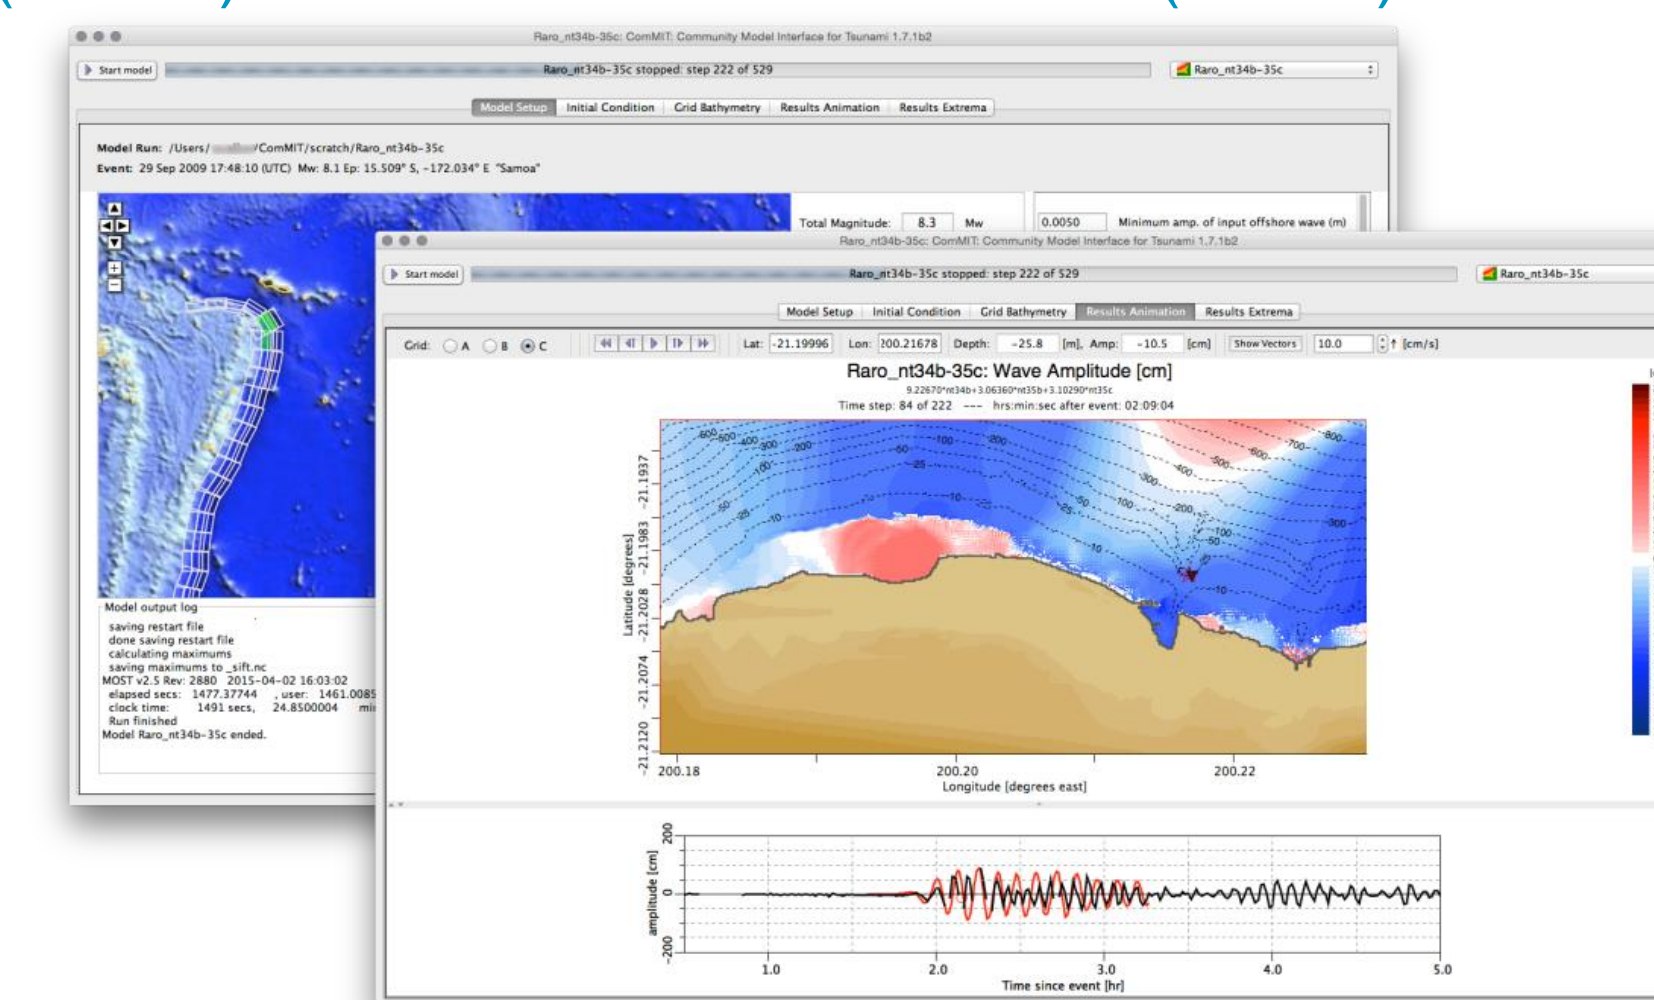 Raro_nt34b-35c: ComMIT: Community Model Interface for Tsunami 1.7.1b2
Start model
Raro_nt34b-35c stopped: step 222 of 529
Raro_nt34b-35c
Model Setup Initial Condition Grid Bathymetry Results Animation Results Extrema
Model Run: /Users/ /ComMIT/scratch/Raro_nt34b-35c
Event: 29 Sep 2009 17:48:10 (UTC) Mw: 8.1 Ep: 15.509° S, -172.034° E "Samoa"
Total Magnitude: 8.3 Mw
0.0050 Minimum amp. of input offshore wave (m)
Model output log
saving restart file
done saving restart file
calculating maximums
saving maximums to _sift.nc
MOST v2.5 Rev: 2880 2015-04-02 16:03:02
elapsed secs: 1477.37744 , user: 1461.0085
clock time: 1491 secs, 24.8500004
Run finished
Model Raro_nt34b-35c ended.
Raro_nt34b-35c: ComMIT: Community Model Interface for Tsunami 1.7.1b2
Start model
Raro_nt34b-35c stopped: step 222 of 529
Raro_nt34b-35c
Model Setup Initial Condition Grid Bathymetry Results Animation Results Extrema
Grid: A B C
Lat: -21.19996 Lon: 200.21678 Depth: -25.8 [m], Amp: -10.5 [cm] Show Vectors 10.0 [cm/s]
Raro_nt34b-35c: Wave Amplitude [cm]
9.22670*nt34b+3.06360*nt35b+3.10290*nt35c
Time step: 84 of 222 --- hrs:min:sec after event: 02:09:04
Latitude [degrees]
-21.1937
-21.1983
-21.2028
-21.2074
-21.2120
200.18 200.20 200.22
Longitude [degrees east]
amplitude [cm]
200
0
-200
1.0 2.0 3.0 4.0 5.0
Time since event [hr]